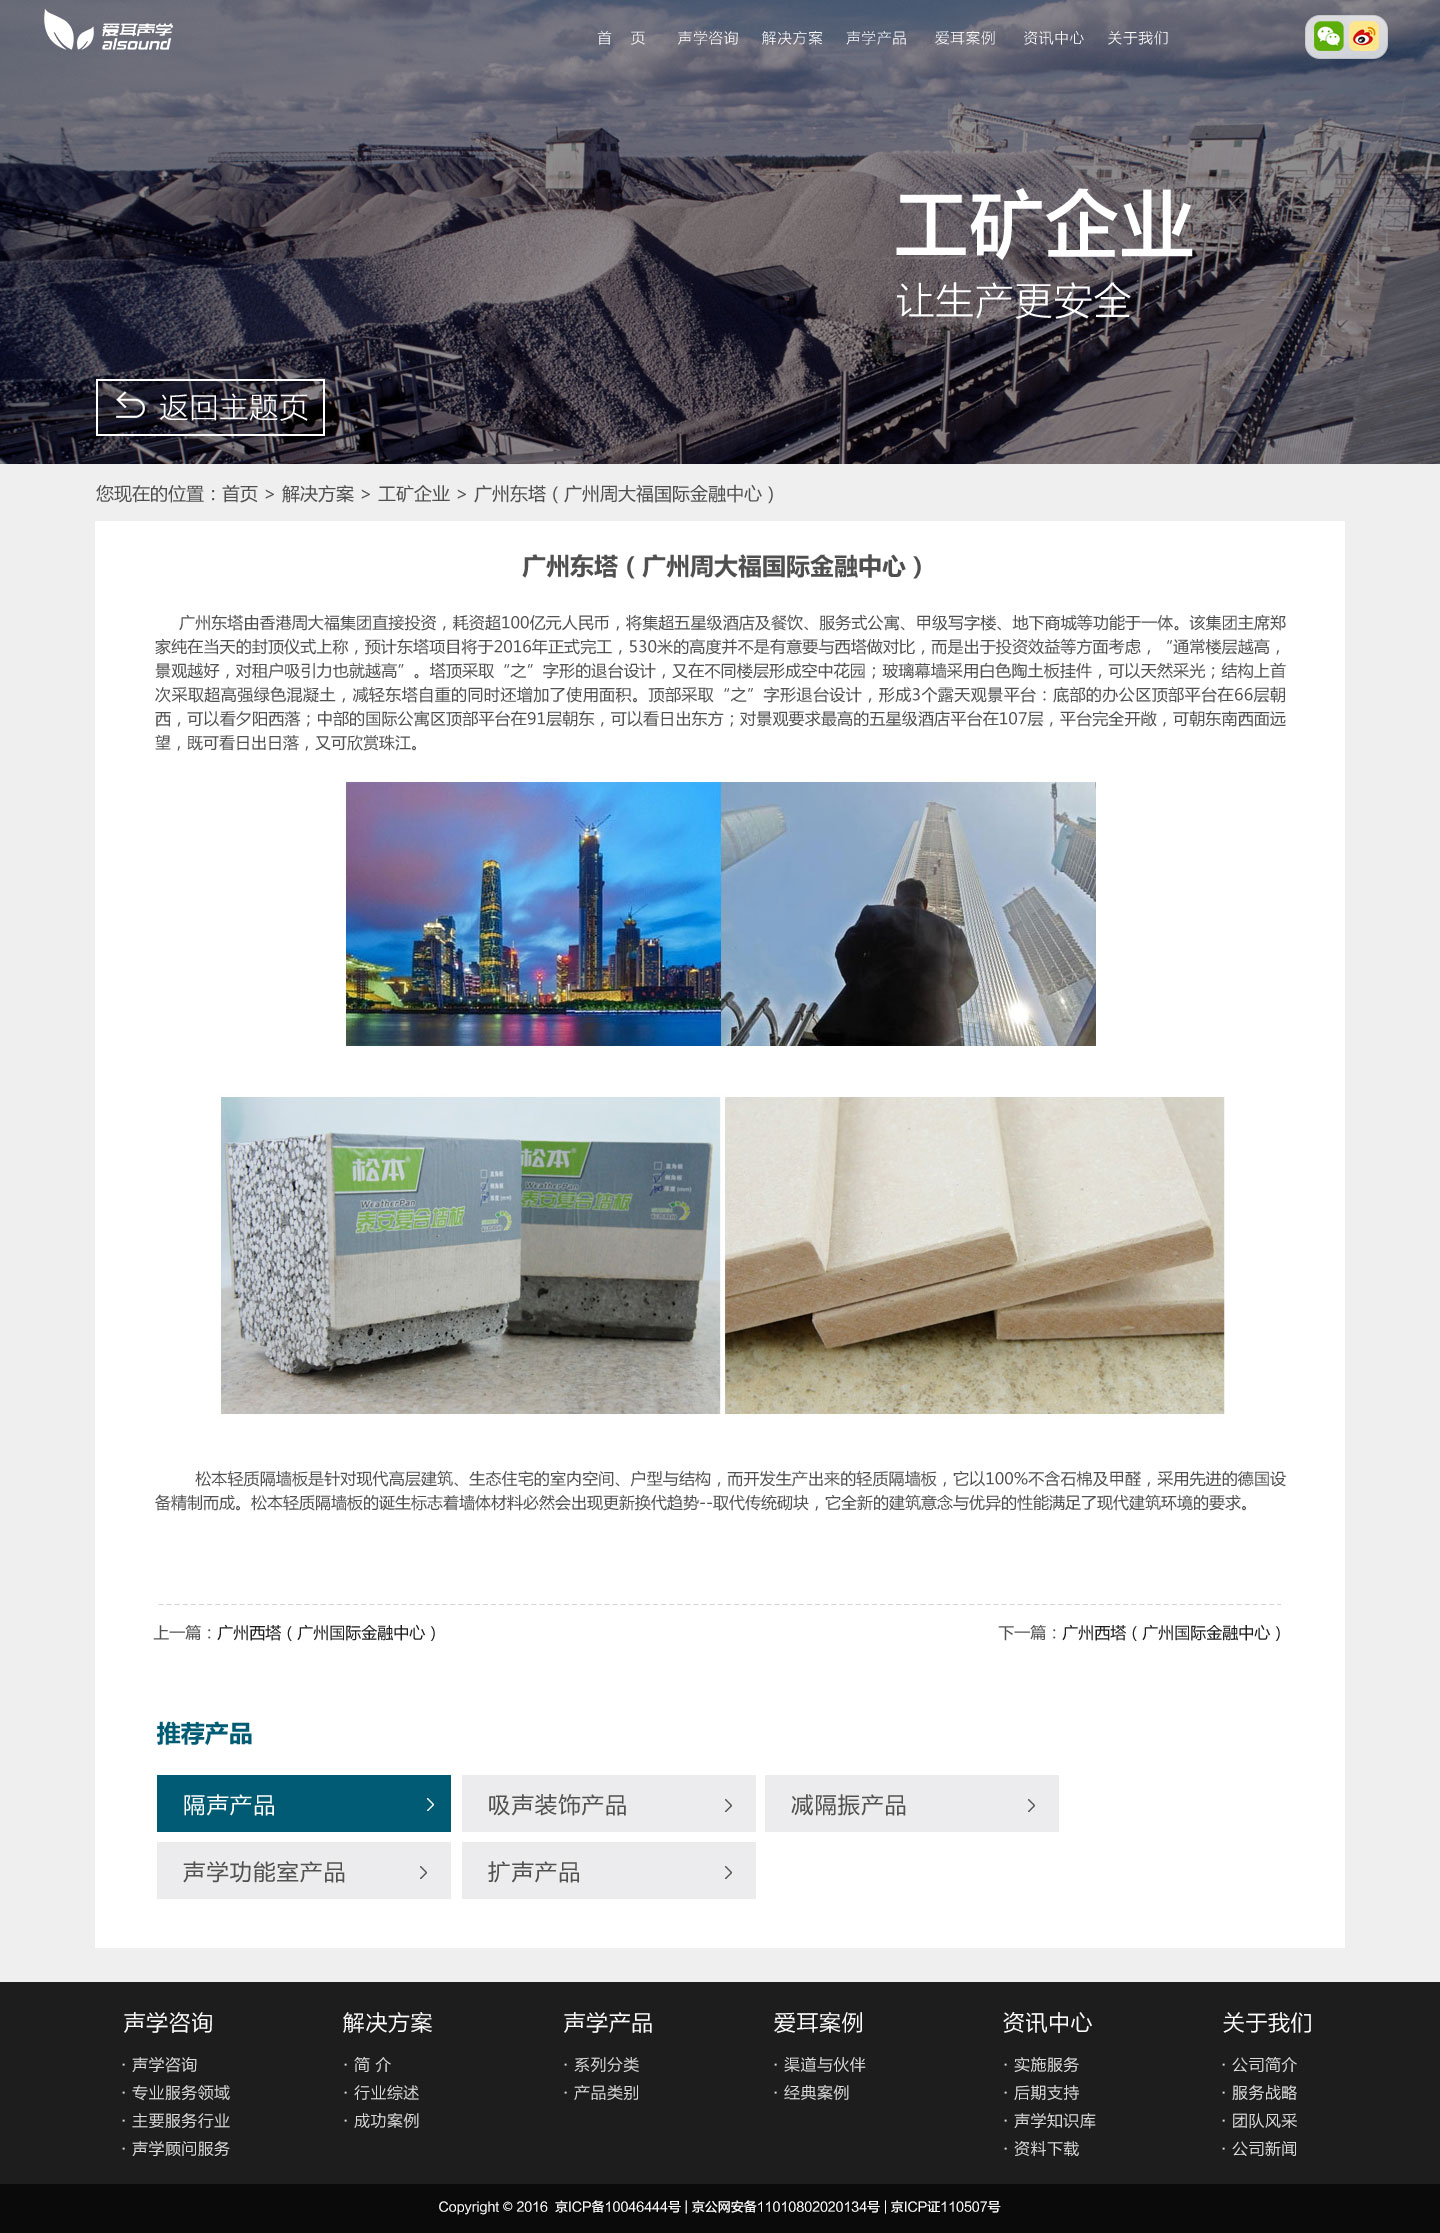 爱耳声学
alsound
首 页 声学咨询 解决方案 声学产品 爱耳案例 资讯中心 关于我们
工矿企业
让生产更安全
返回主题页
您现在的位置：首页 > 解决方案 > 工矿企业 > 广州东塔（广州周大福国际金融中心）
广州东塔（广州周大福国际金融中心）
广州东塔由香港周大福集团直接投资，耗资超100亿元人民币，将集超五星级酒店及餐饮、服务式公寓、甲级写字楼、地下商城等功能于一体。该集团主席郑
家纯在当天的封顶仪式上称，预计东塔项目将于2016年正式完工，530米的高度并不是有意要与西塔做对比，而是出于投资效益等方面考虑，“通常楼层越高，
景观越好，对租户吸引力也就越高”。塔顶采取“之”字形的退台设计，又在不同楼层形成空中花园；玻璃幕墙采用白色陶土板挂件，可以天然采光；结构上首
次采取超高强绿色混凝土，减轻东塔自重的同时还增加了使用面积。顶部采取“之”字形退台设计，形成3个露天观景平台：底部的办公区顶部平台在66层朝
西，可以看夕阳西落；中部的国际公寓区顶部平台在91层朝东，可以看日出东方；对景观要求最高的五星级酒店平台在107层，平台完全开敞，可朝东南西面远
望，既可看日出日落，又可欣赏珠江。
松本
WeatherPan
泰安复合墙板
松本
泰安复合墙板
松本轻质隔墙板是针对现代高层建筑、生态住宅的室内空间、户型与结构，而开发生产出来的轻质隔墙板，它以100%不含石棉及甲醛，采用先进的德国设
备精制而成。松本轻质隔墙板的诞生标志着墙体材料必然会出现更新换代趋势--取代传统砌块，它全新的建筑意念与优异的性能满足了现代建筑环境的要求。
上一篇：广州西塔（广州国际金融中心） 下一篇：广州西塔（广州国际金融中心）
推荐产品
隔声产品 吸声装饰产品 减隔振产品
声学功能室产品 扩声产品
声学咨询 解决方案 声学产品 爱耳案例 资讯中心 关于我们
· 声学咨询 · 简 介 · 系列分类 · 渠道与伙伴 · 实施服务 · 公司简介
· 专业服务领域 · 行业综述 · 产品类别 · 经典案例 · 后期支持 · 服务战略
· 主要服务行业 · 成功案例 · 声学知识库 · 团队风采
· 声学顾问服务 · 资料下载 · 公司新闻
Copyright © 2016 京ICP备10046444号 | 京公网安备11010802020134号 | 京ICP证110507号